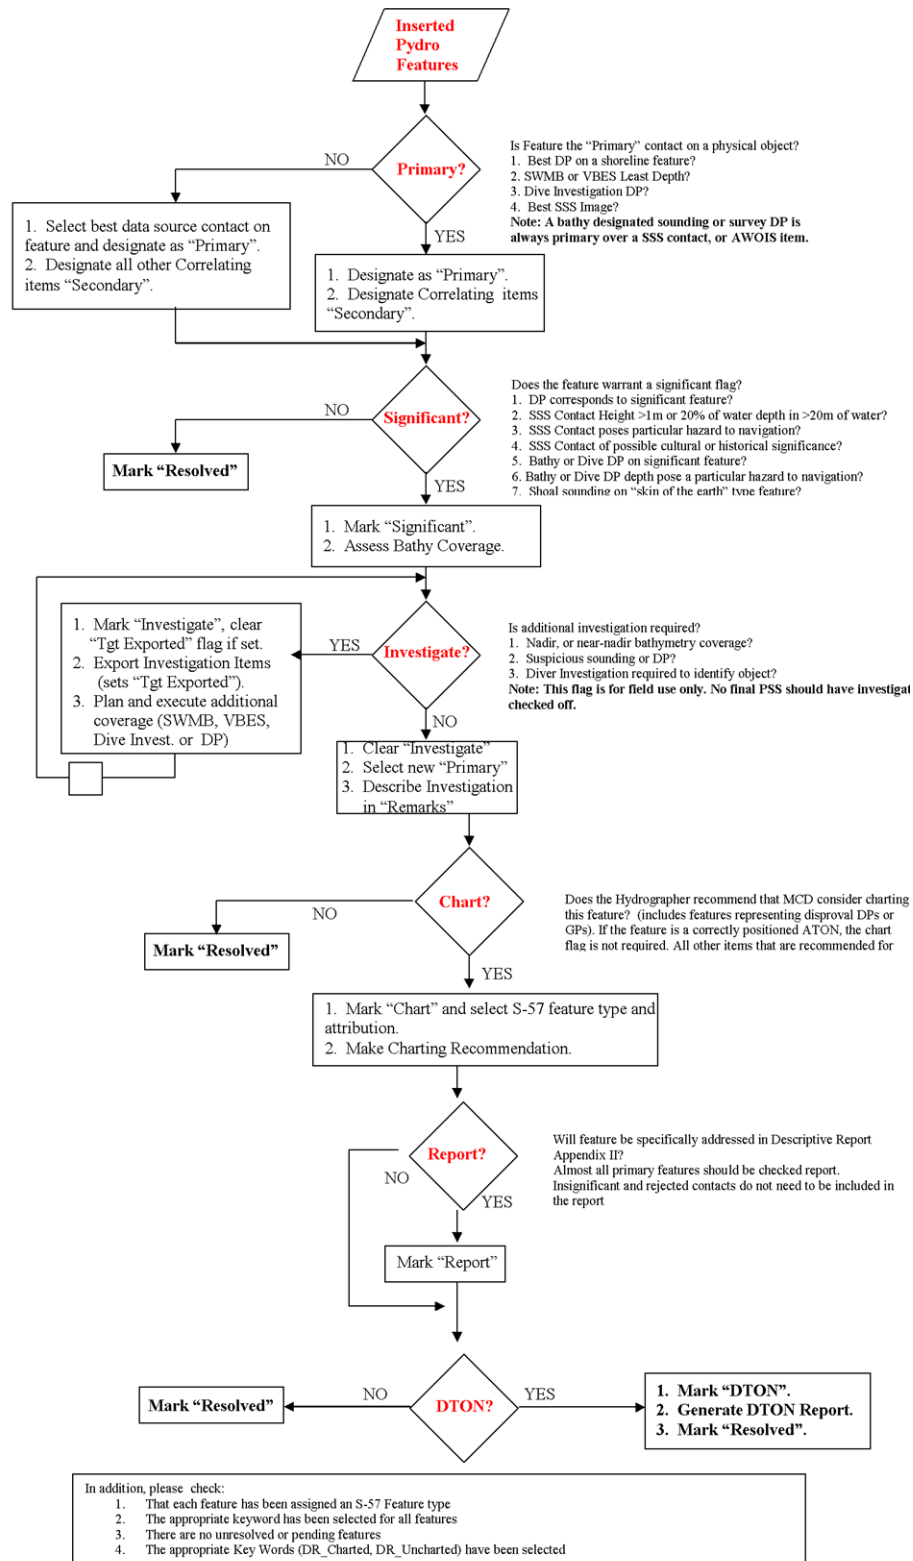 Inserted
Pydro
Features
NO
Primary?
YES
Is Feature the “Primary” contact on a physical object?
1. Best DP on a shoreline feature?
2. SWMB or VBES Least Depth?
3. Dive Investigation DP?
4. Best SSS Image?
Note: A bathy designated sounding or survey DP is
always primary over a SSS contact, or AWOIS item.
1. Select best data source contact on
feature and designate as “Primary”.
2. Designate all other Correlating
items “Secondary”.
1. Designate as “Primary”.
2. Designate Correlating items
“Secondary”.
NO
Significant?
YES
Mark “Resolved”
Does the feature warrant a significant flag?
1. DP corresponds to significant feature?
2. SSS Contact Height >1m or 20% of water depth in >20m of water?
3. SSS Contact poses particular hazard to navigation?
4. SSS Contact of possible cultural or historical significance?
5. Bathy or Dive DP on significant feature?
6. Bathy or Dive DP depth pose a particular hazard to navigation?
7. Shoal sounding on “skin of the earth” type feature?
1. Mark “Significant”.
2. Assess Bathy Coverage.
1. Mark “Investigate”, clear
“Tgt Exported” flag if set.
2. Export Investigation Items
(sets “Tgt Exported”).
3. Plan and execute additional
coverage (SWMB, VBES,
Dive Invest. or DP)
YES
Investigate?
NO
Is additional investigation required?
1. Nadir, or near-nadir bathymetry coverage?
2. Suspicious sounding or DP?
3. Diver Investigation required to identify object?
Note: This flag is for field use only. No final PSS should have investigat
checked off.
1. Clear “Investigate”
2. Select new “Primary”
3. Describe Investigation
in “Remarks”
NO
Chart?
YES
Mark “Resolved”
Does the Hydrographer recommend that MCD consider charting
this feature? (includes features representing disproval DPs or
GPs). If the feature is a correctly positioned ATON, the chart
flag is not required. All other items that are recommended for
1. Mark “Chart” and select S-57 feature type and
attribution.
2. Make Charting Recommendation.
Report?
NO
YES
Will feature be specifically addressed in Descriptive Report
Appendix II?
Almost all primary features should be checked report.
Insignificant and rejected contacts do not need to be included in
the report
Mark “Report”
Mark “Resolved”
NO
DTON?
YES
1. Mark “DTON”.
2. Generate DTON Report.
3. Mark “Resolved”.
In addition, please check:
1. That each feature has been assigned an S-57 Feature type
2. The appropriate keyword has been selected for all features
3. There are no unresolved or pending features
4. The appropriate Key Words (DR_Charted, DR_Uncharted) have been selected